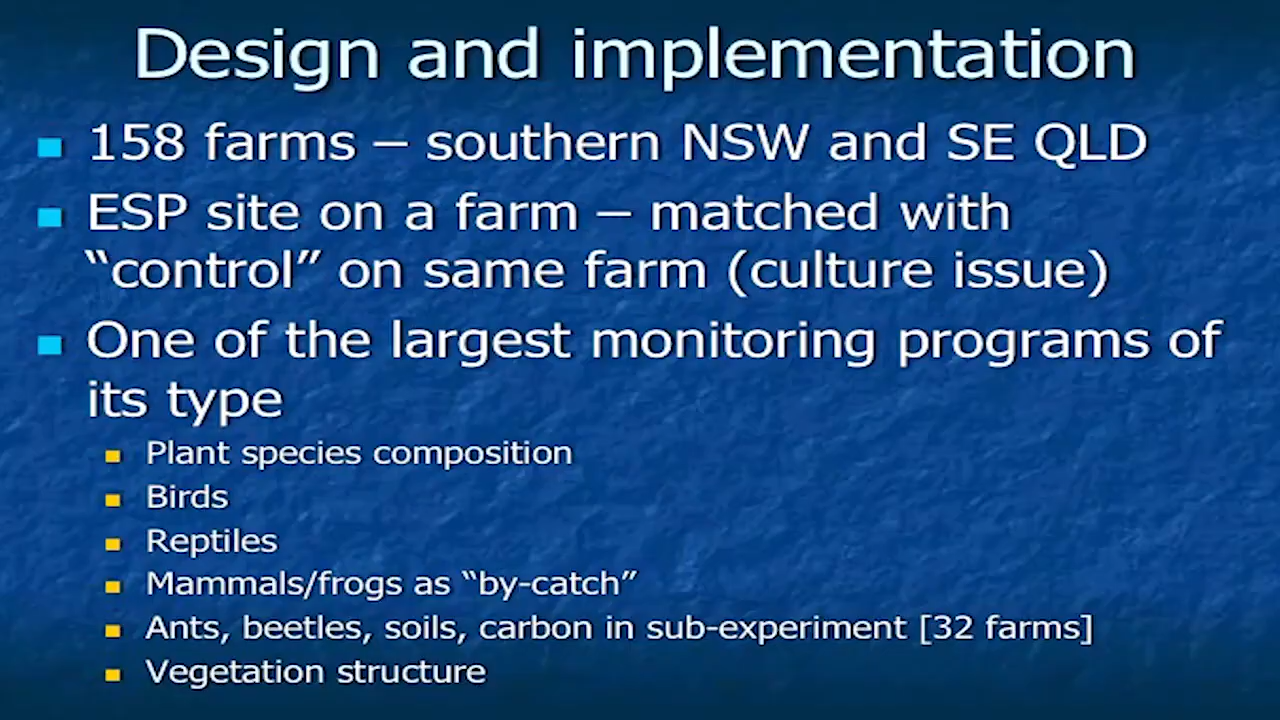 Design and implementation
158 farms – southern NSW and SE QLD
ESP site on a farm – matched with
“control” on same farm (culture issue)
One of the largest monitoring programs of
its type
Plant species composition
Birds
Reptiles
Mammals/frogs as “by-catch”
Ants, beetles, soils, carbon in sub-experiment [32 farms]
Vegetation structure